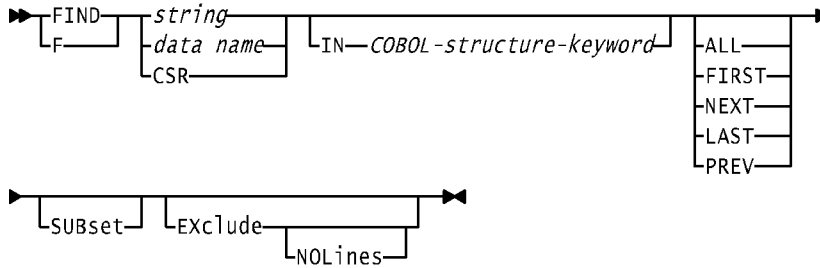 FIND string
F data name IN COBOL-structure-keyword ALL
CSR FIRST
NEXT
LAST
PREV
SUBset EXclude
NOLines